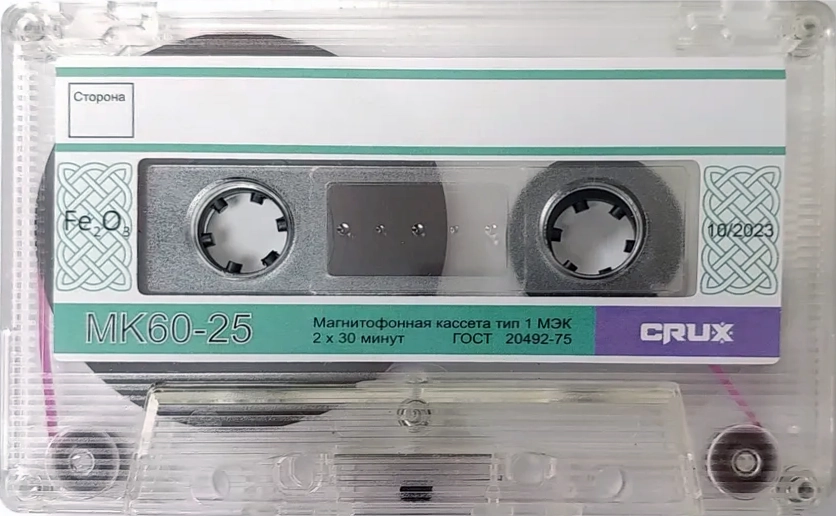 Сторона
Fe₂O₃
10/2023
МК60-25
Магнитофонная кассета тип 1 МЭК
2 x 30 минут ГОСТ 20492-75
CRUX